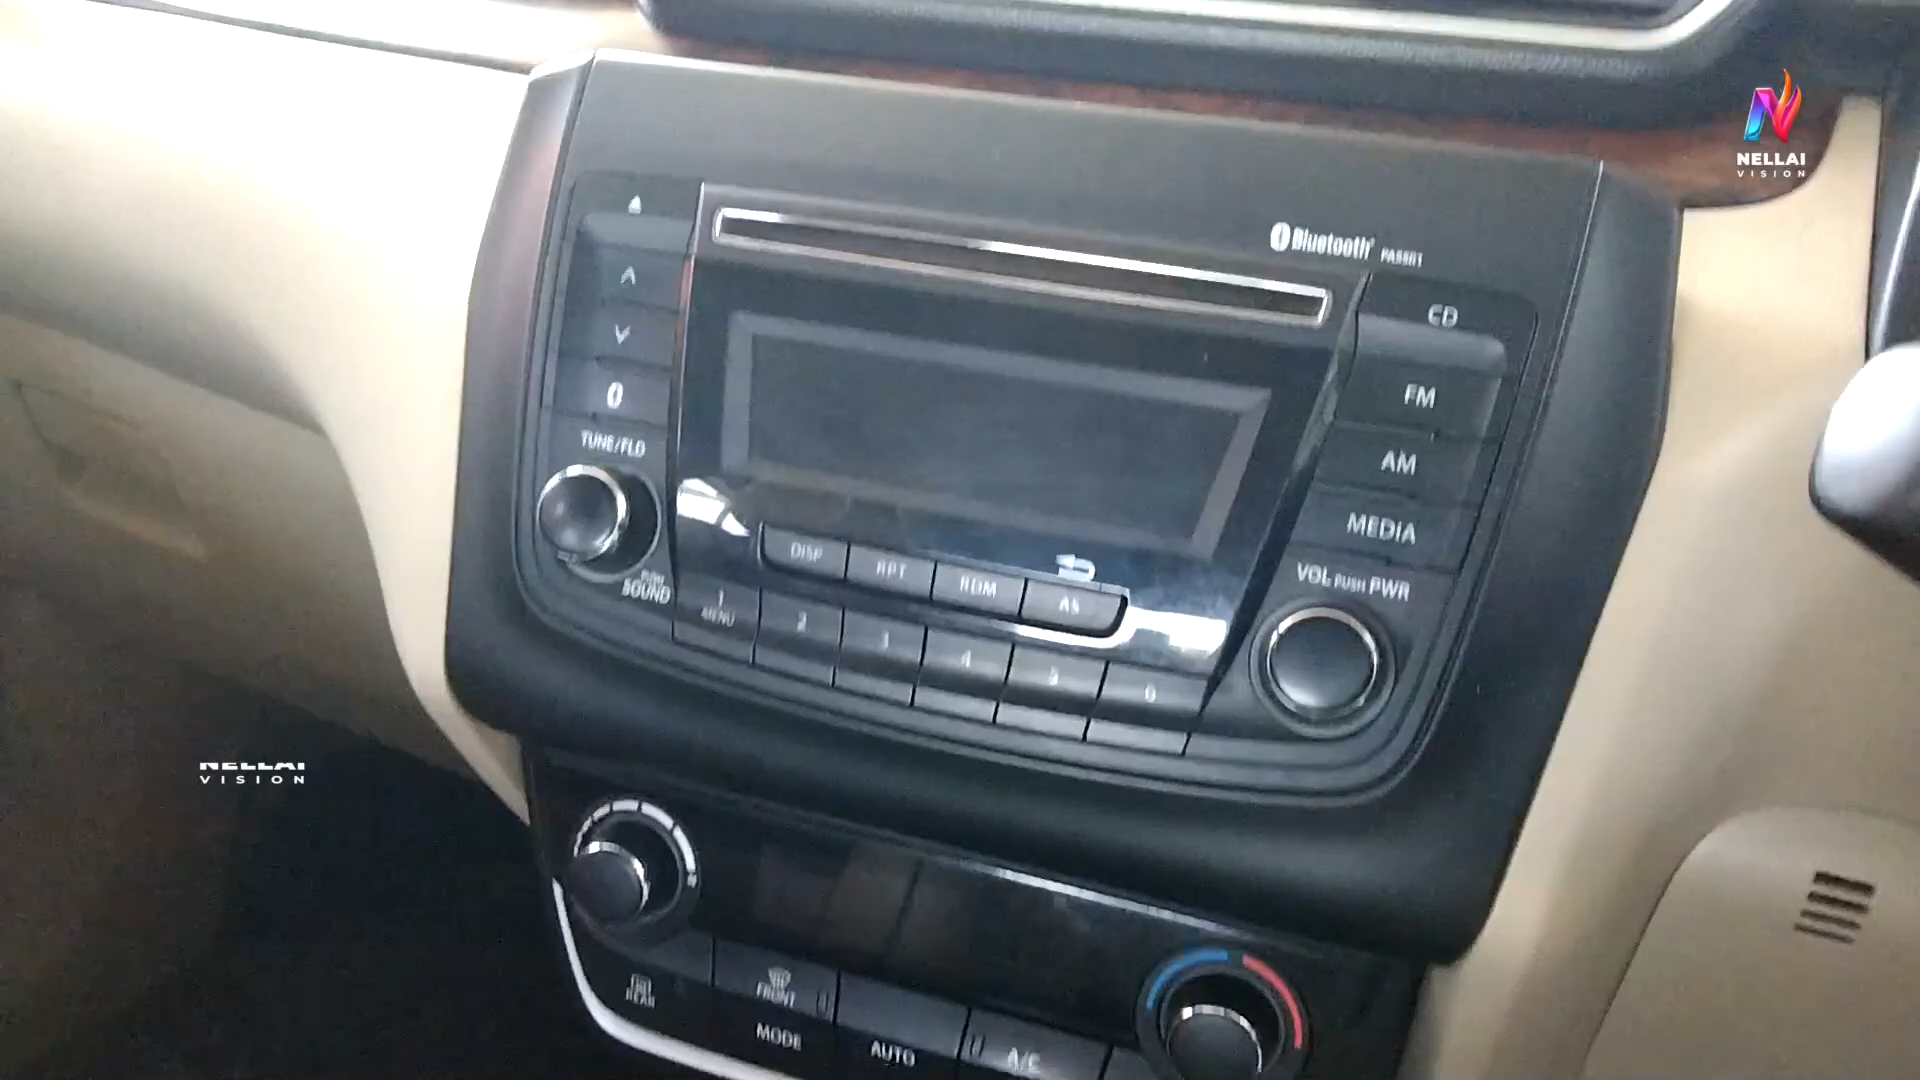 NELLAI
VISION
Bluetooth
CD
FM
AM
MEDIA
VOL PUSH PWR
TUNE/FLD
PUSH
SOUND
DISP
RPT
RDM
AS
1
MENU
2
3
4
5
6
NELLAI
VISION
REAR
FRONT
MODE
AUTO
A/C